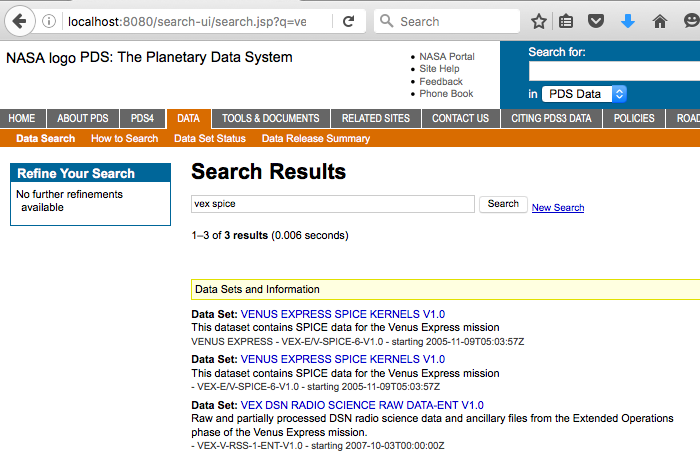 localhost:8080/search-ui/search.jsp?q=ve
Search
NASA logo PDS: The Planetary Data System
NASA Portal
Site Help
Feedback
Phone Book
Search for:
in PDS Data
HOME ABOUT PDS PDS4 DATA TOOLS & DOCUMENTS RELATED SITES CONTACT US CITING PDS3 DATA POLICIES ROAD
Data Search How to Search Data Set Status Data Release Summary
Refine Your Search
No further refinements
available
Search Results
vex spice Search New Search
1–3 of 3 results (0.006 seconds)
Data Sets and Information
Data Set: VENUS EXPRESS SPICE KERNELS V1.0
This dataset contains SPICE data for the Venus Express mission
VENUS EXPRESS - VEX-E/V-SPICE-6-V1.0 - starting 2005-11-09T05:03:57Z
Data Set: VENUS EXPRESS SPICE KERNELS V1.0
This dataset contains SPICE data for the Venus Express mission
- VEX-E/V-SPICE-6-V1.0 - starting 2005-11-09T05:03:57Z
Data Set: VEX DSN RADIO SCIENCE RAW DATA-ENT V1.0
Raw and partially processed DSN radio science data and ancillary files from the Extended Operations
phase of the Venus Express mission.
- VEX-V-RSS-1-ENT-V1.0 - starting 2007-10-03T00:00:00Z